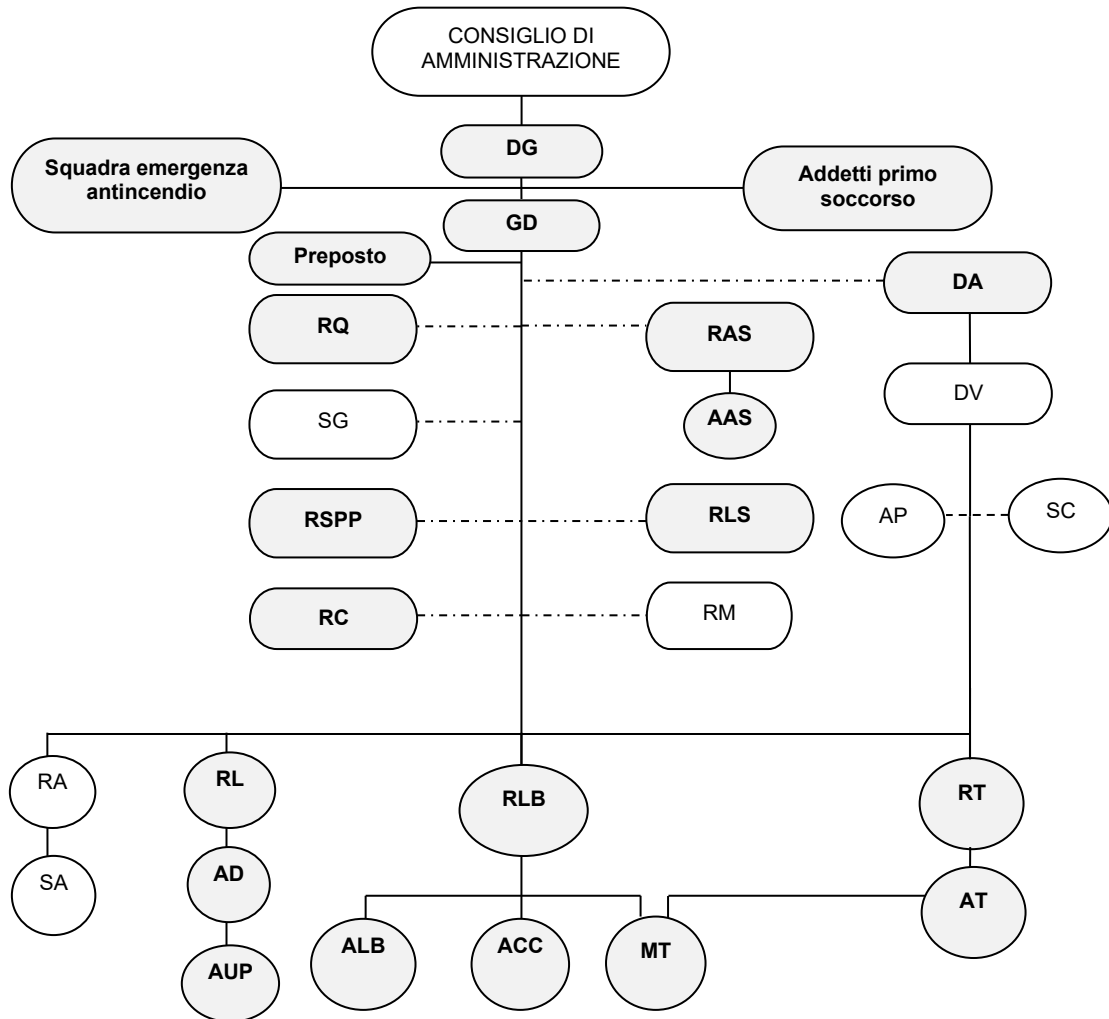 CONSIGLIO DI
AMMINISTRAZIONE
DG
Squadra emergenza
antincendio
Addetti primo
soccorso
GD
Preposto
DA
RQ
RAS
SG
AAS
DV
RSPP
RLS
AP
SC
RC
RM
RA
RL
RLB
RT
SA
AD
AT
ALB
ACC
MT
AUP